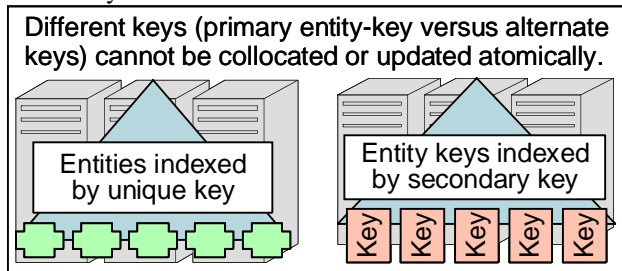 Different keys (primary entity-key versus alternate
keys) cannot be collocated or updated atomically.
Entities indexed
by unique key
Entity keys indexed
by secondary key
Key
Key
Key
Key
Key